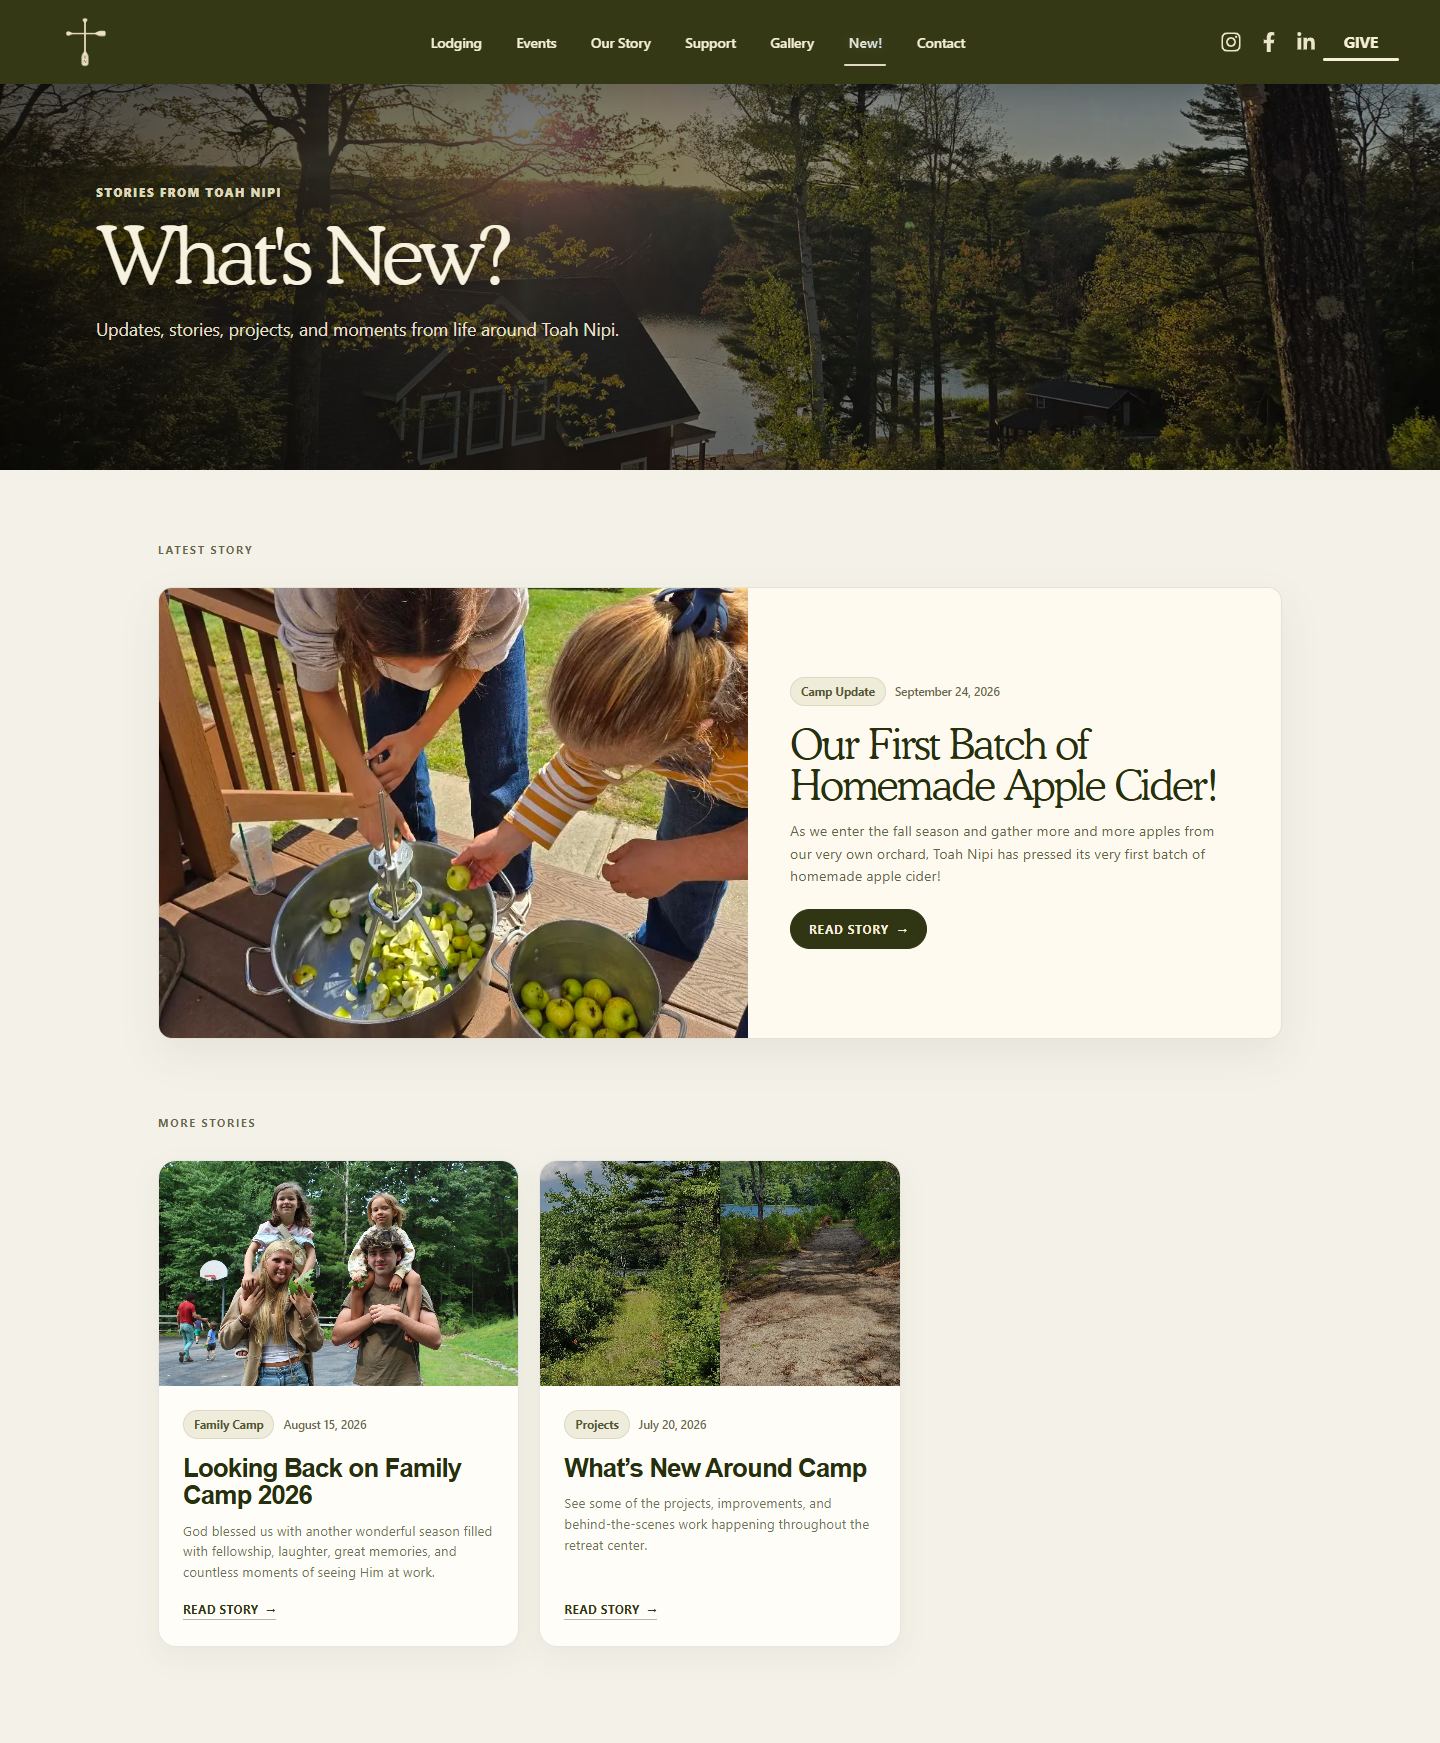 Lodging Events Our Story Support Gallery New! Contact GIVE
STORIES FROM TOAH NIPI
What's New?
Updates, stories, projects, and moments from life around Toah Nipi.
LATEST STORY
Camp Update September 24, 2026
Our First Batch of
Homemade Apple Cider!
As we enter the fall season and gather more and more apples from
our very own orchard, Toah Nipi has pressed its very first batch of
homemade apple cider!
READ STORY →
MORE STORIES
Family Camp August 15, 2026
Looking Back on Family
Camp 2026
God blessed us with another wonderful season filled
with fellowship, laughter, great memories, and
countless moments of seeing Him at work.
READ STORY →
Projects July 20, 2026
What’s New Around Camp
See some of the projects, improvements, and
behind-the-scenes work happening throughout the
retreat center.
READ STORY →